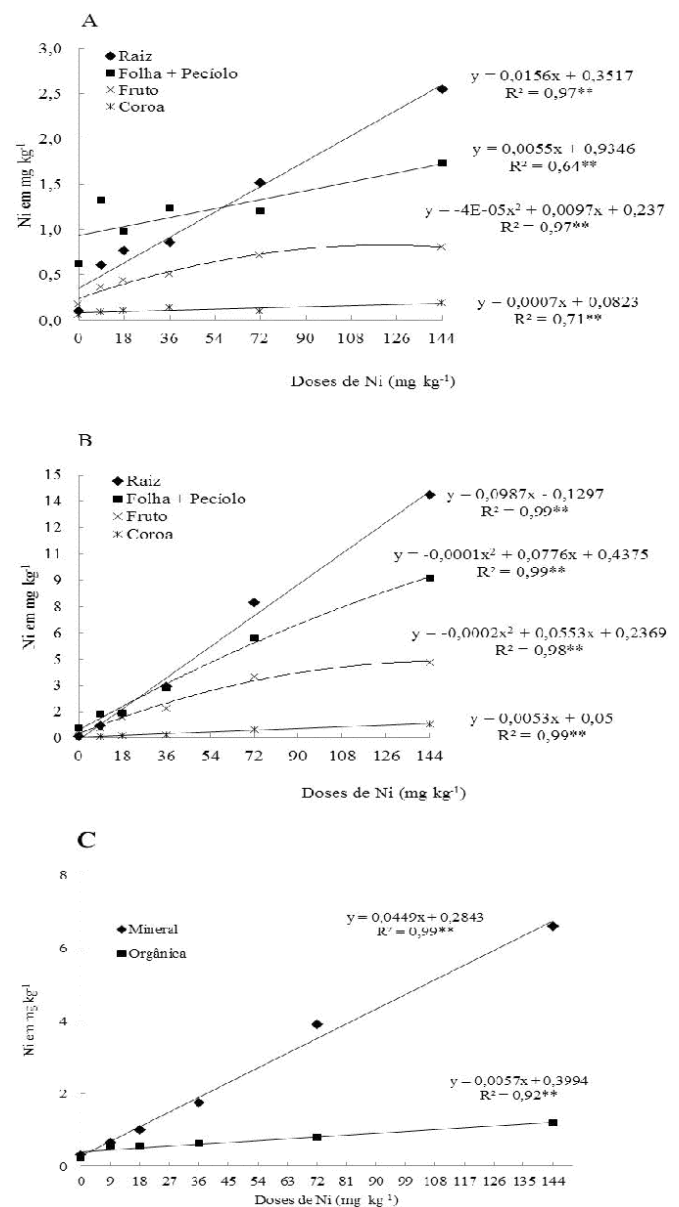 A
Ni em mg kg⁻¹
3,0
2,5
2,0
1,5
1,0
0,5
0,0
Raiz
Folha + Pecíolo
Fruto
Coroa
y = 0,0156x + 0,3517
R² = 0,97**
y = 0,0055x + 0,9346
R² = 0,64**
y = -4E-05x² + 0,0097x + 0,237
R² = 0,97**
y = 0,0007x + 0,0823
R² = 0,71**
0 18 36 54 72 90 108 126 144
Doses de Ni (mg kg⁻¹)
B
Ni em mg kg⁻¹
15
14
12
11
9
8
6
5
3
2
0
Raiz
Folha + Pecíolo
Fruto
Coroa
y = 0,0987x - 0,1297
R² = 0,99**
y = -0,0001x² + 0,0776x + 0,4375
R² = 0,99**
y = -0,0002x² + 0,0553x + 0,2369
R² = 0,98**
y = 0,0053x + 0,05
R² = 0,99**
0 18 36 54 72 90 108 126 144
Doses de Ni (mg kg⁻¹)
C
Ni em mg kg⁻¹
8
6
4
2
0
Mineral
Orgânica
y = 0,0449x + 0,2843
R² = 0,99**
y = 0,0057x + 0,3994
R² = 0,92**
0 9 18 27 36 45 54 63 72 81 90 99 108 117 126 135 144
Doses de Ni (mg kg⁻¹)